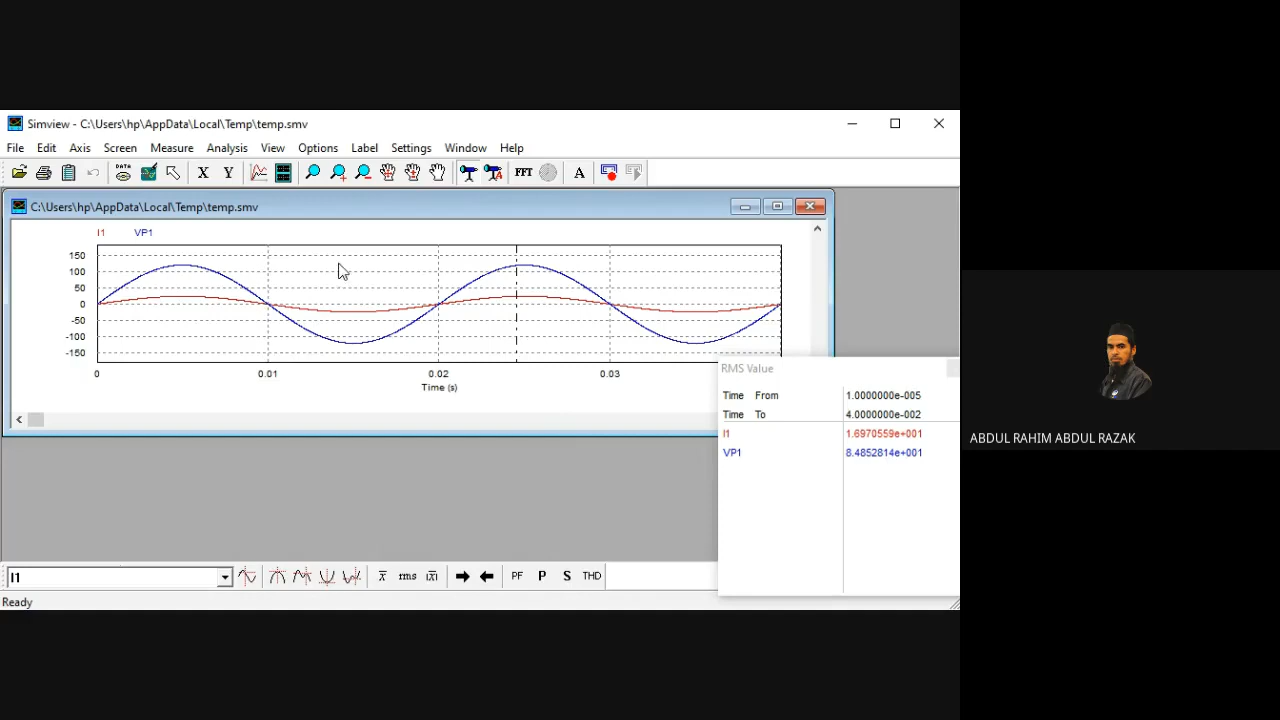 Simview - C:\Users\hp\AppData\Local\Temp\temp.smv
File Edit Axis Screen Measure Analysis View Options Label Settings Window Help
DATA X Y A FFT A
C:\Users\hp\AppData\Local\Temp\temp.smv
I1 VP1
150
100
50
0
-50
-100
-150
0 0.01 0.02 0.03
Time (s)
RMS Value
Time From 1.0000000e-005
Time To 4.0000000e-002
I1 1.6970559e+001
VP1 8.4852814e+001
I1 x rms |x| PF P S THD
Ready
ABDUL RAHIM ABDUL RAZAK